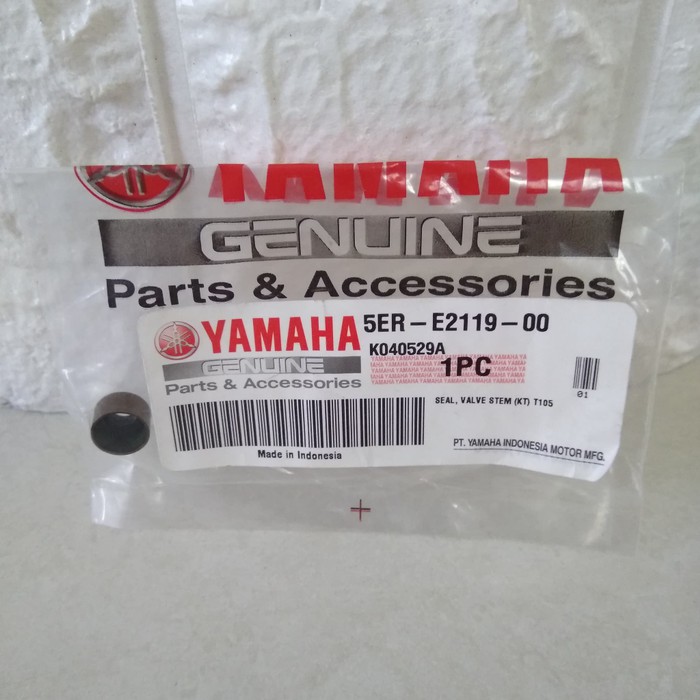 YAMAHA
GENUINE
Parts & Accessories
YAMAHA
GENUINE
Parts & Accessories
5ER-E2119-00
K040529A
1PC
SEAL, VALVE STEM (KT) T105
01
Made in Indonesia
PT. YAMAHA INDONESIA MOTOR MFG.